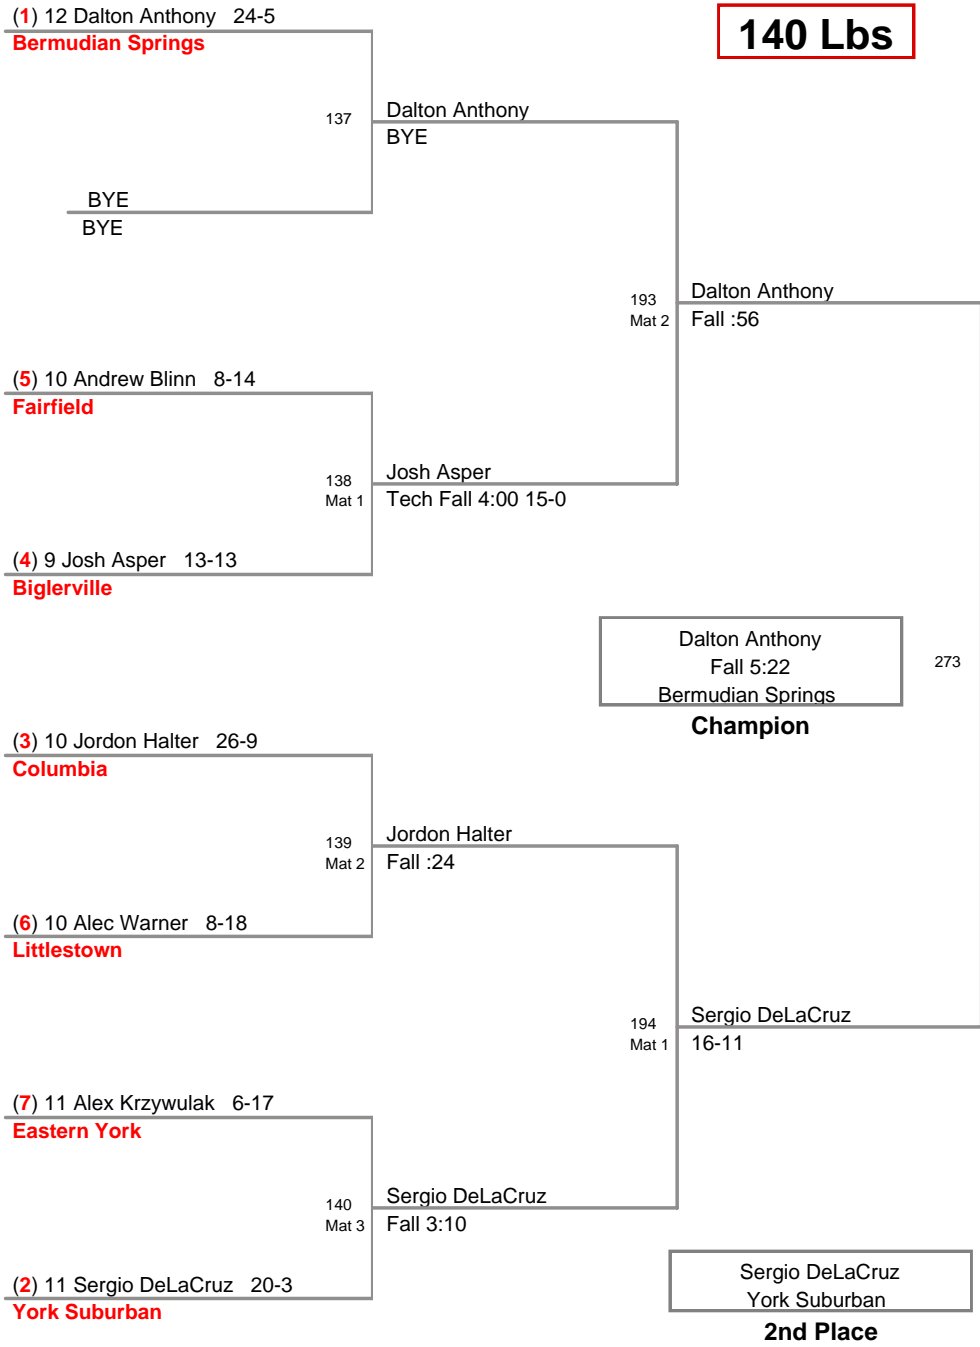 (1) 12 Dalton Anthony 24-5
Bermudian Springs
140 Lbs
137
Dalton Anthony
BYE
BYE
BYE
193
Mat 2
Dalton Anthony
Fall :56
(5) 10 Andrew Blinn 8-14
Fairfield
138
Mat 1
Josh Asper
Tech Fall 4:00 15-0
(4) 9 Josh Asper 13-13
Biglerville
Dalton Anthony
Fall 5:22
Bermudian Springs
Champion
273
(3) 10 Jordon Halter 26-9
Columbia
139
Mat 2
Jordon Halter
Fall :24
(6) 10 Alec Warner 8-18
Littlestown
194
Mat 1
Sergio DeLaCruz
16-11
(7) 11 Alex Krzywulak 6-17
Eastern York
140
Mat 3
Sergio DeLaCruz
Fall 3:10
(2) 11 Sergio DeLaCruz 20-3
York Suburban
Sergio DeLaCruz
York Suburban
2nd Place